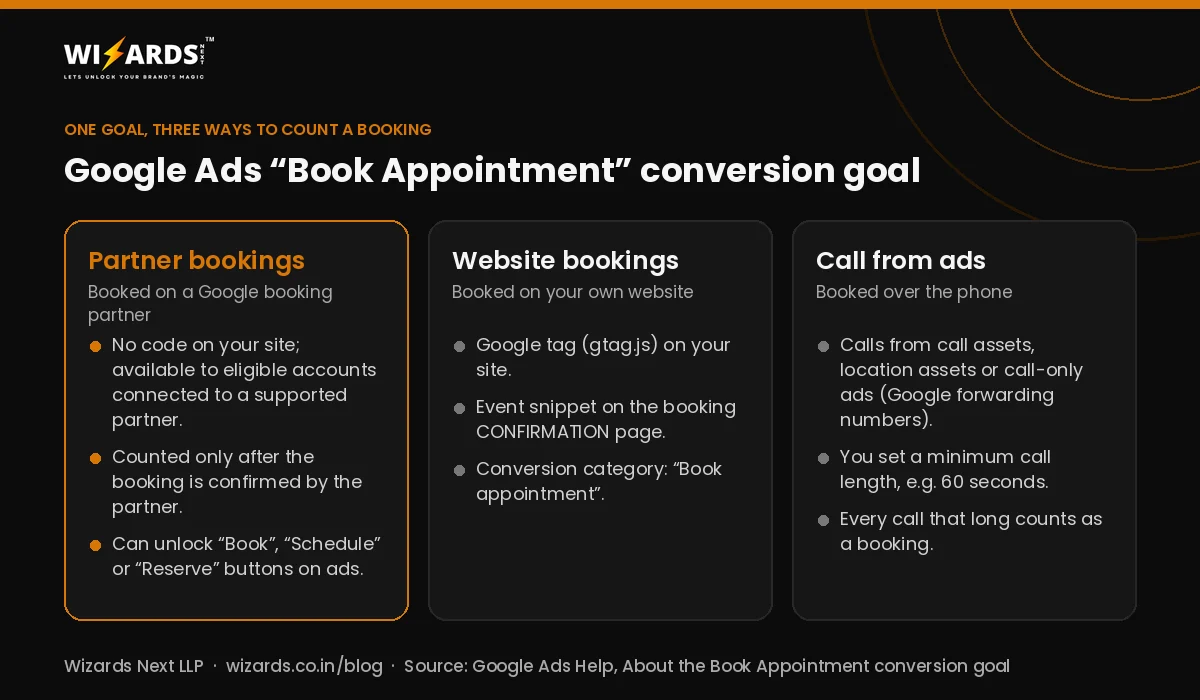 WIZARDS NEXT ™
LETS UNLOCK YOUR BRAND'S MAGIC
ONE GOAL, THREE WAYS TO COUNT A BOOKING
Google Ads “Book Appointment” conversion goal
Partner bookings
Booked on a Google booking
partner
No code on your site;
available to eligible accounts
connected to a supported
partner.
Counted only after the
booking is confirmed by the
partner.
Can unlock “Book”, “Schedule”
or “Reserve” buttons on ads.
Website bookings
Booked on your own website
Google tag (gtag.js) on your
site.
Event snippet on the booking
CONFIRMATION page.
Conversion category: “Book
appointment”.
Call from ads
Booked over the phone
Calls from call assets,
location assets or call-only
ads (Google forwarding
numbers).
You set a minimum call
length, e.g. 60 seconds.
Every call that long counts as
a booking.
Wizards Next LLP · wizards.co.in/blog · Source: Google Ads Help, About the Book Appointment conversion goal